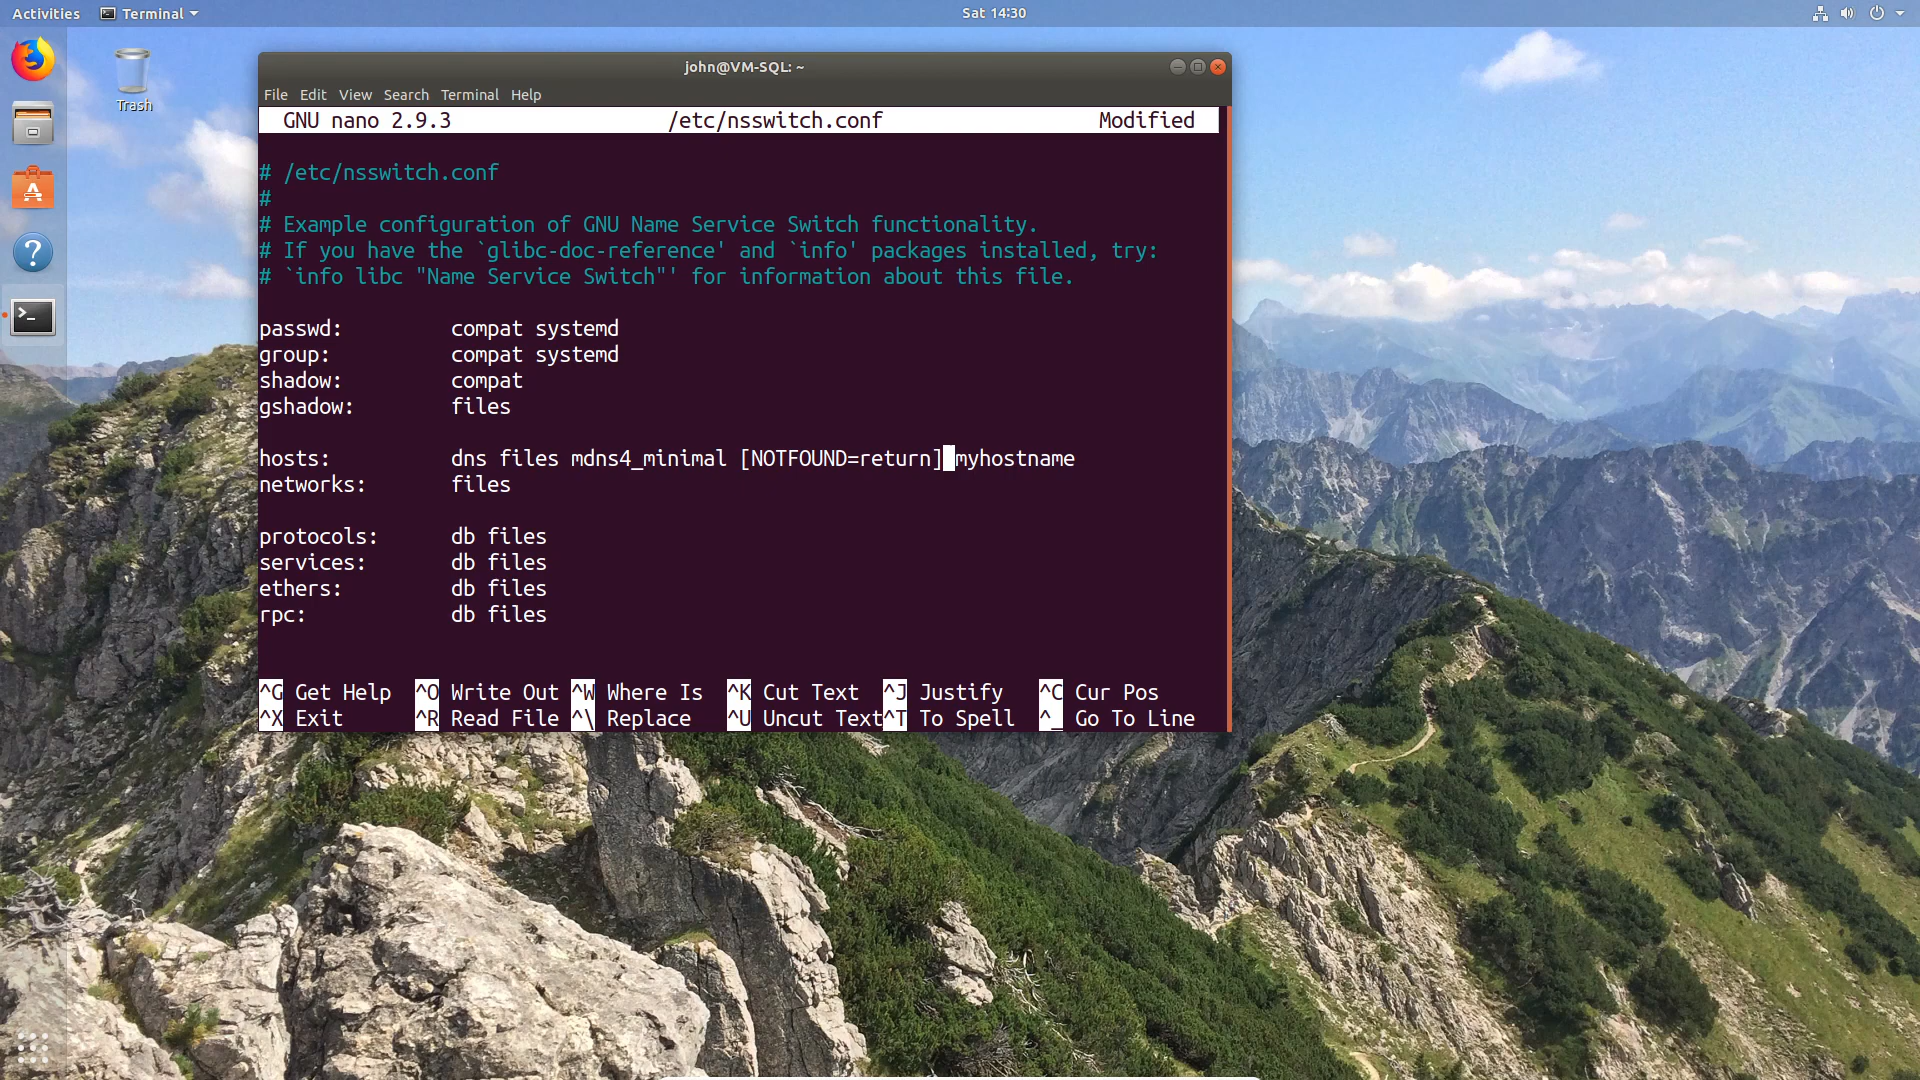 Activities Terminal Sat 14:30
Trash
john@VM-SQL: ~
File Edit View Search Terminal Help
GNU nano 2.9.3 /etc/nsswitch.conf Modified
# /etc/nsswitch.conf
#
# Example configuration of GNU Name Service Switch functionality.
# If you have the `glibc-doc-reference' and `info' packages installed, try:
# `info libc "Name Service Switch"' for information about this file.
passwd: compat systemd
group: compat systemd
shadow: compat
gshadow: files
hosts: dns files mdns4_minimal [NOTFOUND=return] myhostname
networks: files
protocols: db files
services: db files
ethers: db files
rpc: db files
^G Get Help ^O Write Out ^W Where Is ^K Cut Text ^J Justify ^C Cur Pos
^X Exit ^R Read File ^\ Replace ^U Uncut Text ^T To Spell ^_ Go To Line